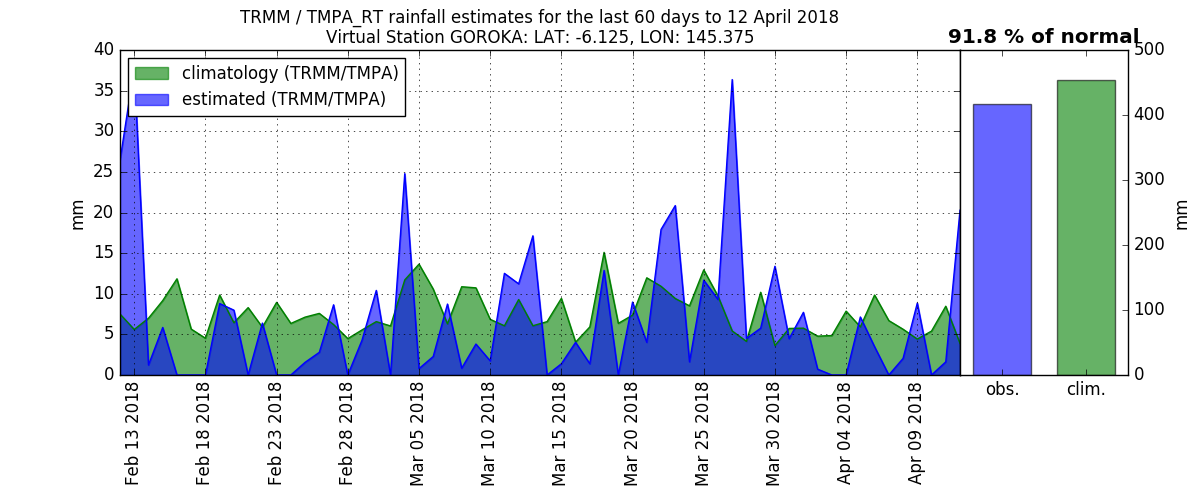 TRMM / TMPA_RT rainfall estimates for the last 60 days to 12 April 2018
Virtual Station GOROKA: LAT: -6.125, LON: 145.375
91.8 % of normal
climatology (TRMM/TMPA)
estimated (TRMM/TMPA)
mm
40
35
30
25
20
15
10
5
0
Feb 13 2018
Feb 18 2018
Feb 23 2018
Feb 28 2018
Mar 05 2018
Mar 10 2018
Mar 15 2018
Mar 20 2018
Mar 25 2018
Mar 30 2018
Apr 04 2018
Apr 09 2018
obs.
clim.
500
400
300
200
100
0
mm